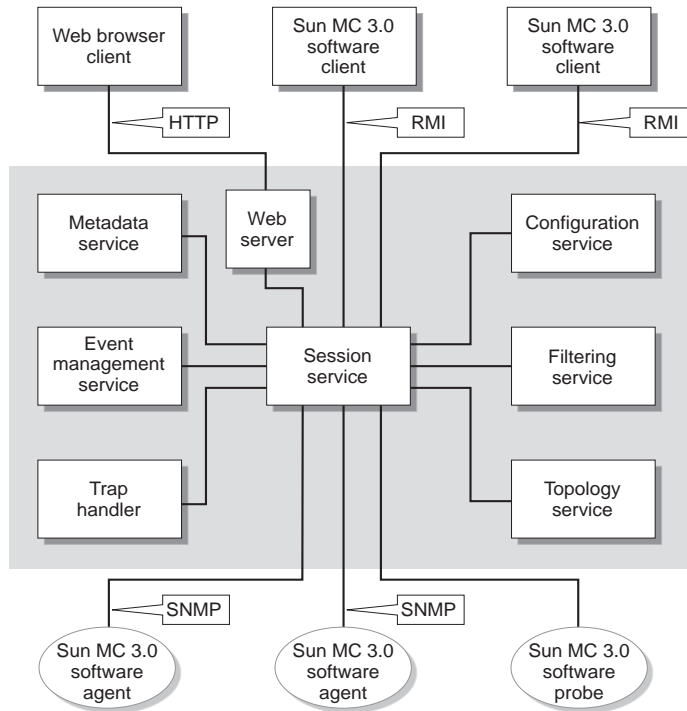 Web browser
client
Sun MC 3.0
software
client
Sun MC 3.0
software
client
HTTP
RMI
RMI
Metadata
service
Web
server
Configuration
service
Event
management
service
Session
service
Filtering
service
Trap
handler
Topology
service
SNMP
SNMP
Sun MC 3.0
software
agent
Sun MC 3.0
software
agent
Sun MC 3.0
software
probe